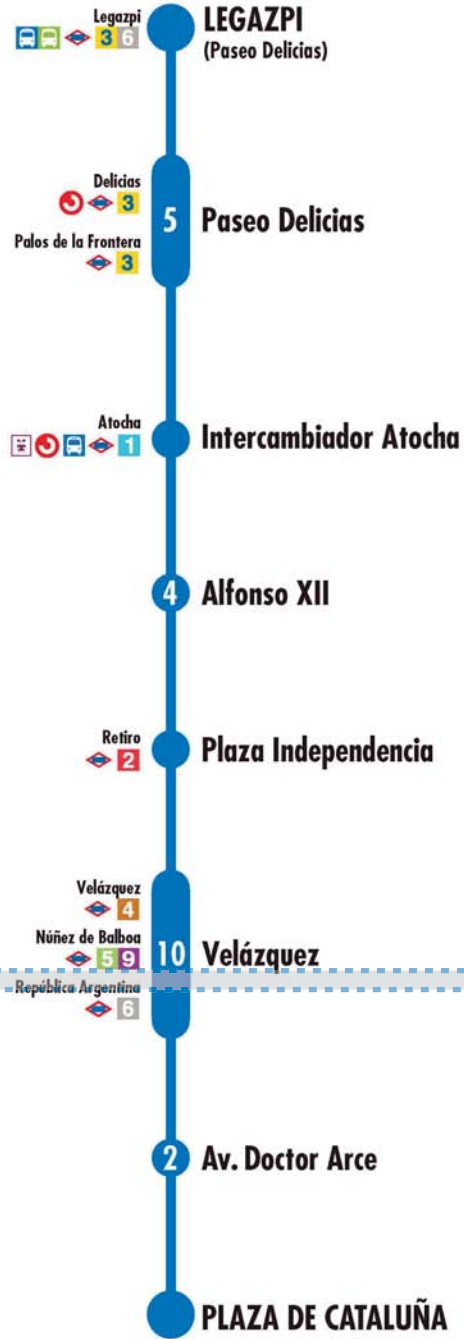 Legazpi
3 6
LEGAZPI
(Paseo Delicias)
Delicias
3
Palos de la Frontera
3
5
Paseo Delicias
Atocha
1
Intercambiador Atocha
4
Alfonso XII
Retiro
2
Plaza Independencia
Velázquez
4
Núñez de Balboa
5 9
República Argentina
6
10
Velázquez
2
Av. Doctor Arce
PLAZA DE CATALUÑA